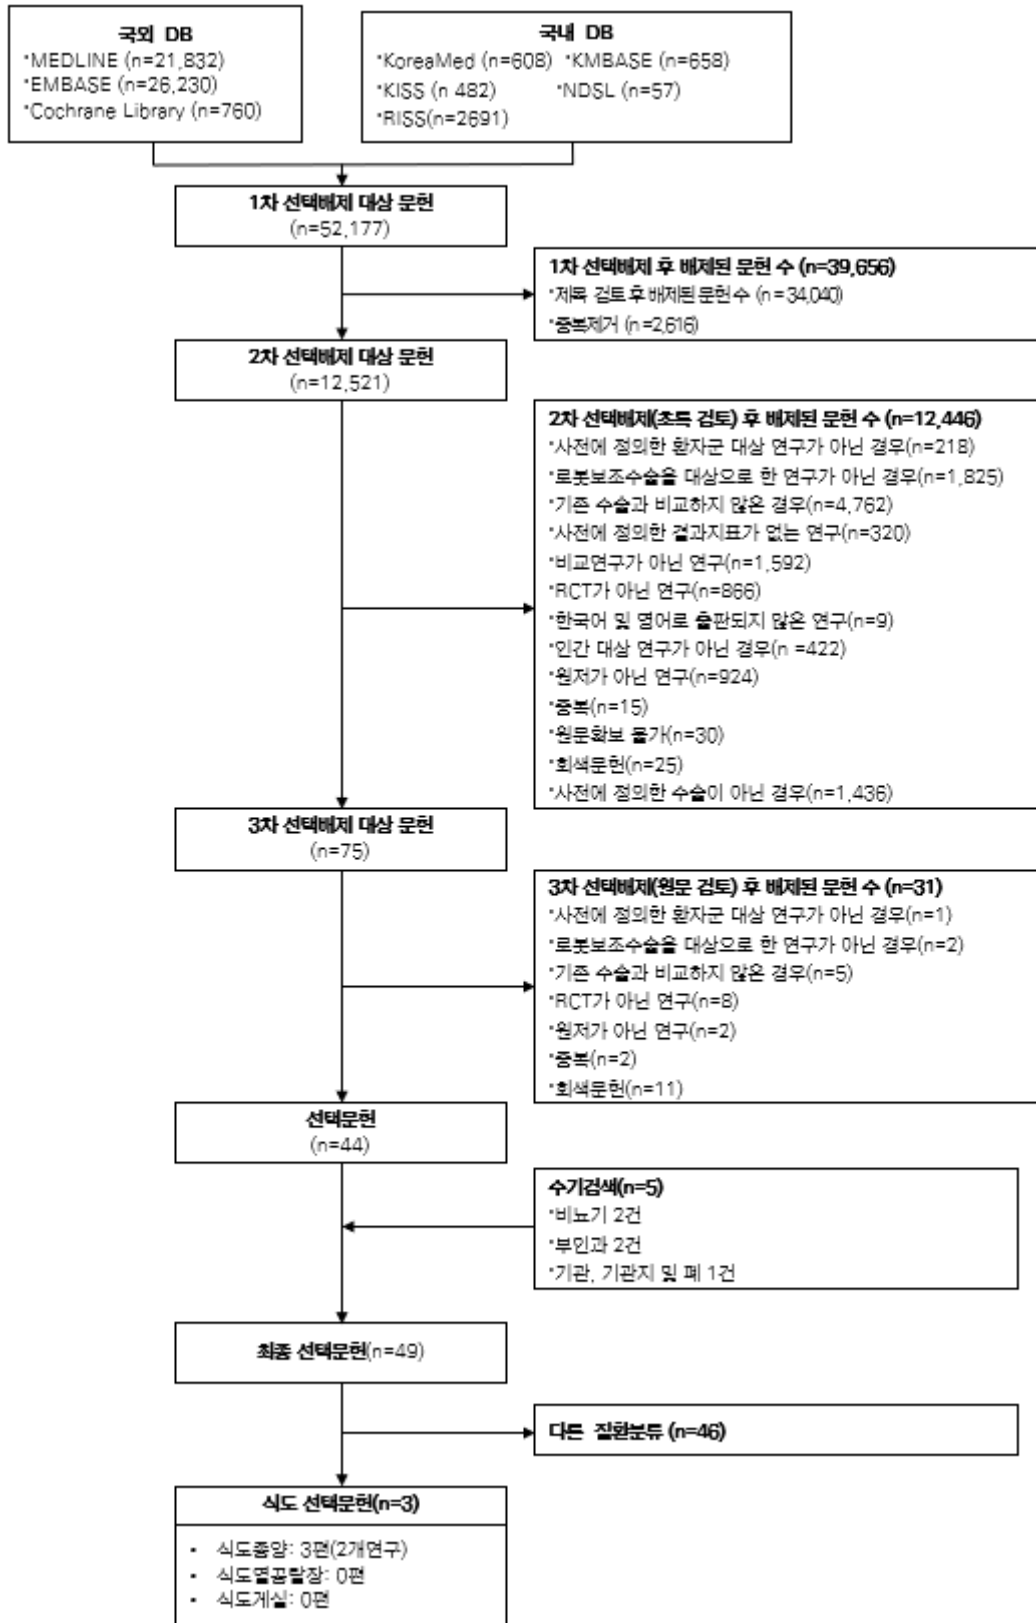 국외 DB
*MEDLINE (n=21,832)
*EMBASE (n=26,230)
*Cochrane Library (n=760)
국내 DB
*KoreaMed (n=608) *KMBASE (n=658)
*KISS (n 482) *NDSL (n=57)
*RISS(n=2691)
1차 선택배제 대상 문헌
(n=52,177)
1차 선택배제 후 배제된 문헌 수 (n=39,656)
*제목 검토 후 배제된 문헌 수 (n=34,040)
*중복제거 (n=2,616)
2차 선택배제 대상 문헌
(n=12,521)
2차 선택배제(초록 검토) 후 배제된 문헌 수 (n=12,446)
*사전에 정의한 환자군 대상 연구가 아닌 경우(n=218)
*로봇보조수술을 대상으로 한 연구가 아닌 경우(n=1,825)
*기존 수술과 비교하지 않은 경우(n=4,762)
*사전에 정의한 결과지표가 없는 연구(n=320)
*비교연구가 아닌 연구(n=1,592)
*RCT가 아닌 연구(n=866)
*한국어 및 영어로 출판되지 않은 연구(n=9)
*인간 대상 연구가 아닌 경우(n =422)
*원저가 아닌 연구(n=924)
*중복(n=15)
*원문확보 불가(n=30)
*회색문헌(n=25)
*사전에 정의한 수술이 아닌 경우(n=1,436)
3차 선택배제 대상 문헌
(n=75)
3차 선택배제(원문 검토) 후 배제된 문헌 수 (n=31)
*사전에 정의한 환자군 대상 연구가 아닌 경우(n=1)
*로봇보조수술을 대상으로 한 연구가 아닌 경우(n=2)
*기존 수술과 비교하지 않은 경우(n=5)
*RCT가 아닌 연구(n=8)
*원저가 아닌 연구(n=2)
*중복(n=2)
*회색문헌(n=11)
선택문헌
(n=44)
수기검색(n=5)
*비뇨기 2건
*부인과 2건
*기관, 기관지 및 폐 1건
최종 선택문헌(n=49)
다른 질환분류 (n=46)
식도 선택문헌(n=3)
• 식도종양: 3편(2개연구)
• 식도열공탈장: 0편
• 식도게실: 0편